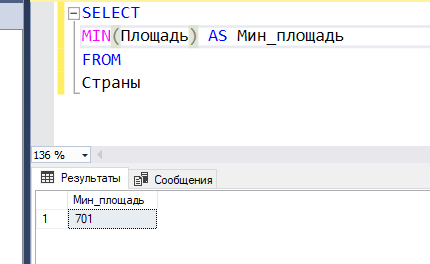 SELECT
MIN(Площадь) AS Мин_площадь
FROM
Страны
136 %
Результаты Сообщения
Мин_площадь
1 701